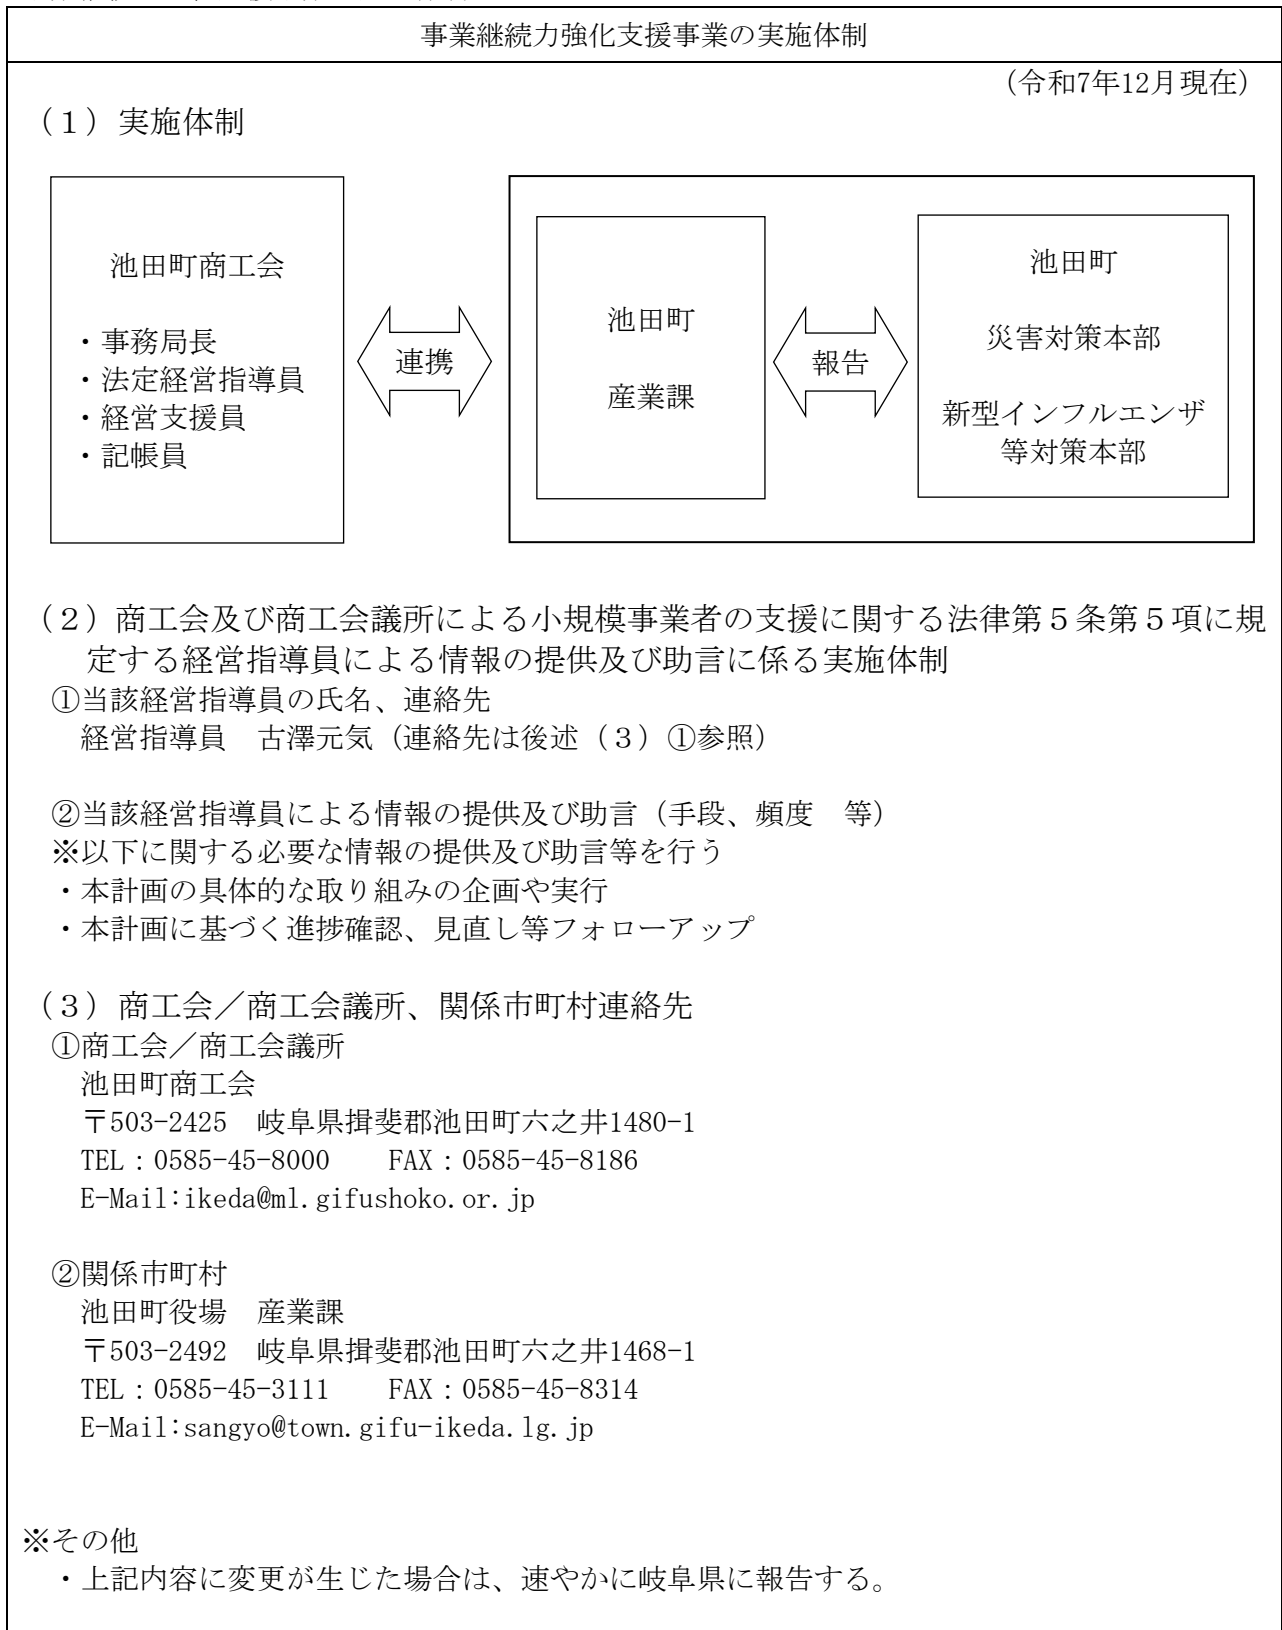 事業継続力強化支援事業の実施体制
（令和7年12月現在）
（１）実施体制
池田町商工会
・事務局長
・法定経営指導員
・経営支援員
・記帳員
連携
池田町
産業課
報告
池田町
災害対策本部
新型インフルエンザ
等対策本部
（２）商工会及び商工会議所による小規模事業者の支援に関する法律第５条第５項に規
定する経営指導員による情報の提供及び助言に係る実施体制
①当該経営指導員の氏名、連絡先
経営指導員　古澤元気（連絡先は後述（３）①参照）
②当該経営指導員による情報の提供及び助言（手段、頻度　等）
※以下に関する必要な情報の提供及び助言等を行う
・本計画の具体的な取り組みの企画や実行
・本計画に基づく進捗確認、見直し等フォローアップ
（３）商工会／商工会議所、関係市町村連絡先
①商工会／商工会議所
池田町商工会
〒503-2425　岐阜県揖斐郡池田町六之井1480-1
TEL：0585-45-8000　　FAX：0585-45-8186
E-Mail:ikeda@ml.gifushoko.or.jp
②関係市町村
池田町役場　産業課
〒503-2492　岐阜県揖斐郡池田町六之井1468-1
TEL：0585-45-3111　　FAX：0585-45-8314
E-Mail:sangyo@town.gifu-ikeda.lg.jp
※その他
・上記内容に変更が生じた場合は、速やかに岐阜県に報告する。